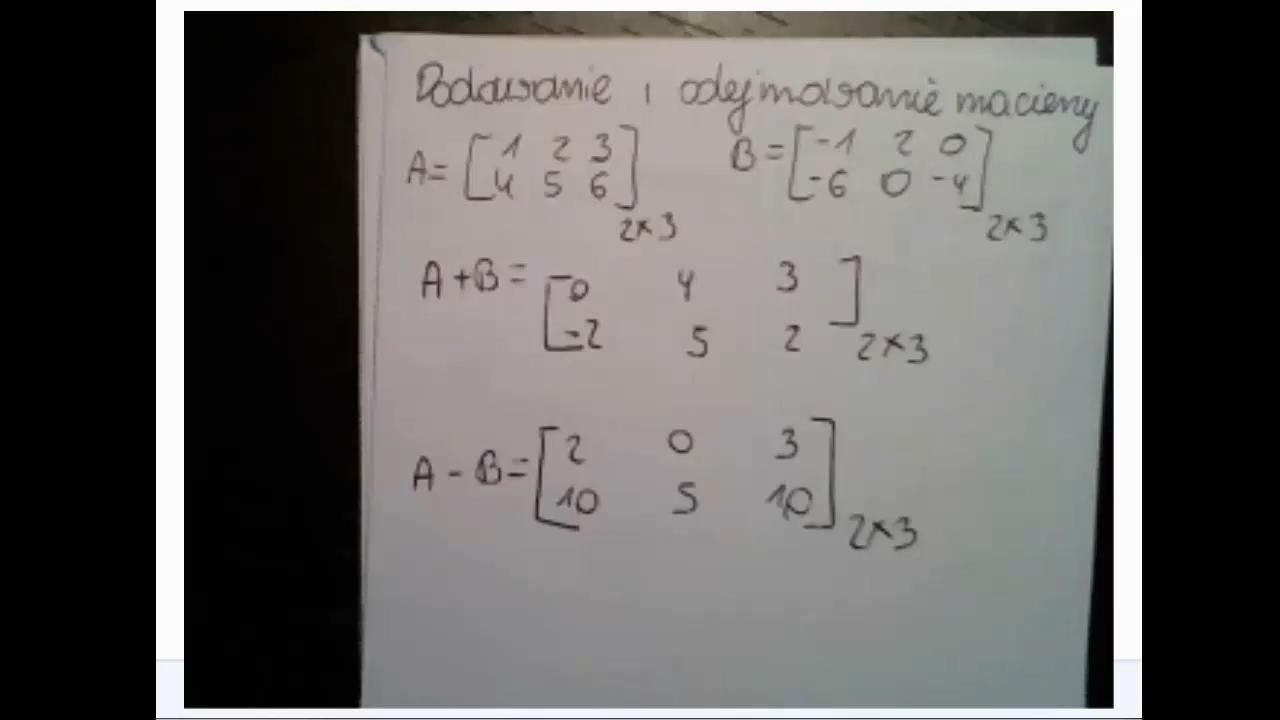 Dodawanie i odejmowanie macierzy
A = [ 1 2 3 B = [ -1 2 0
4 5 6 ] 2×3 -6 0 -4 ] 2×3
A + B = [ 0 4 3
-2 5 2 ] 2×3
A - B = [ 2 0 3
10 5 10 ] 2×3